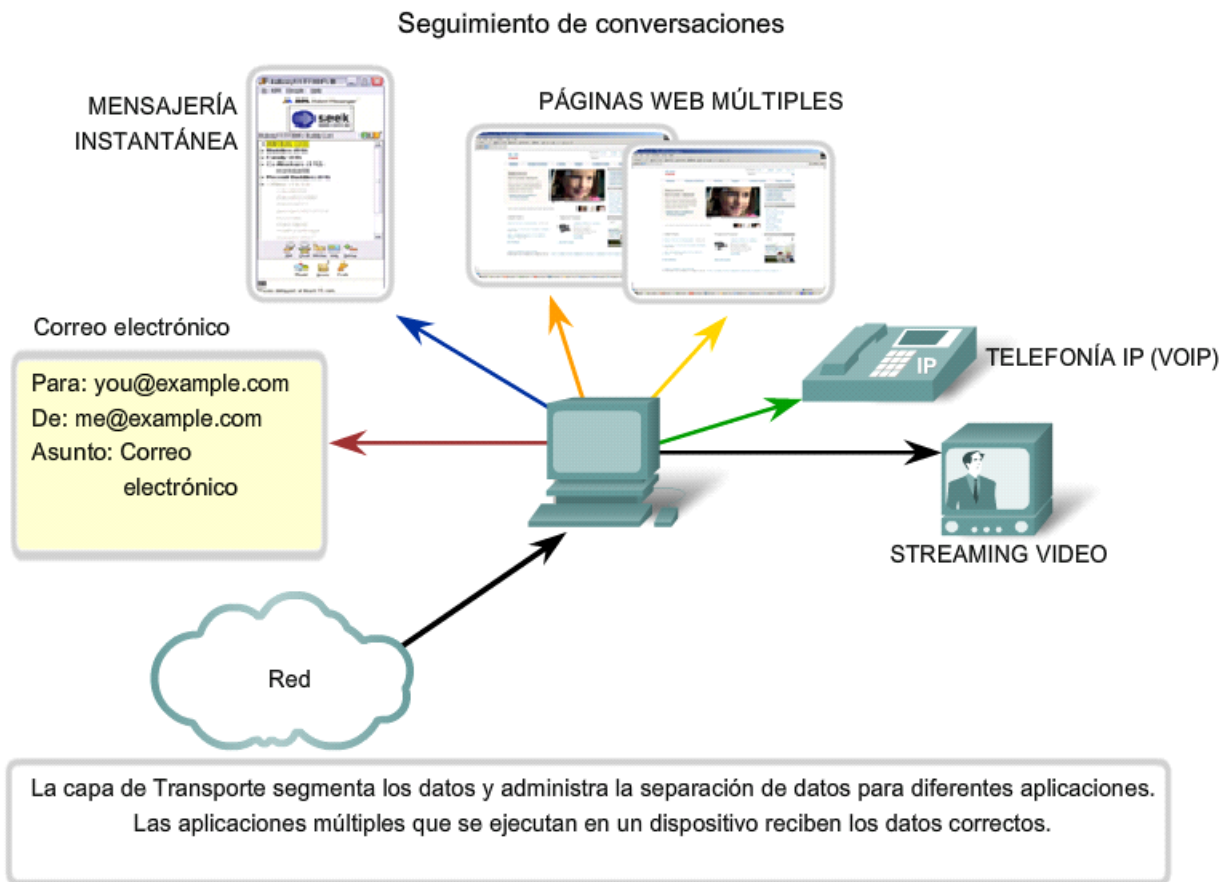 Seguimiento de conversaciones
MENSAJERÍA
INSTANTÁNEA
seek
PÁGINAS WEB MÚLTIPLES
Correo electrónico
Para: you@example.com
De: me@example.com
Asunto: Correo
electrónico
IP
TELEFONÍA IP (VOIP)
STREAMING VIDEO
Red
La capa de Transporte segmenta los datos y administra la separación de datos para diferentes aplicaciones.
Las aplicaciones múltiples que se ejecutan en un dispositivo reciben los datos correctos.